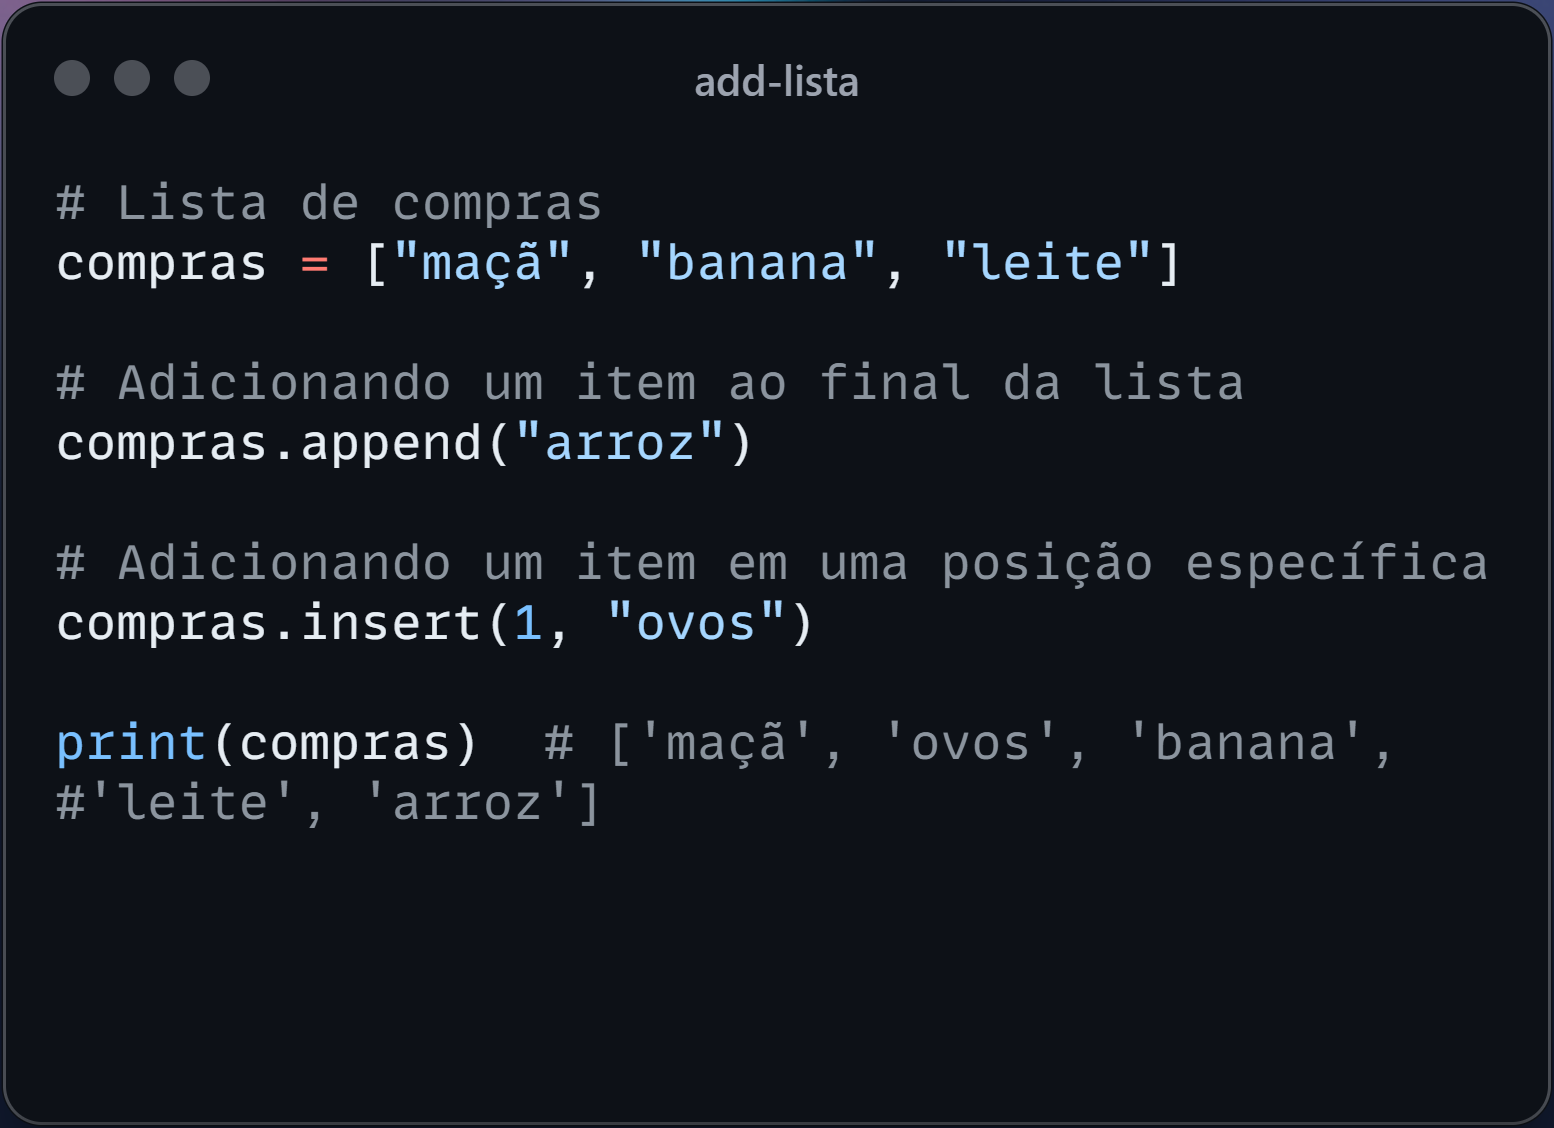 add-lista
# Lista de compras
compras = ["maçã", "banana", "leite"]
# Adicionando um item ao final da lista
compras.append("arroz")
# Adicionando um item em uma posição específica
compras.insert(1, "ovos")
print(compras)  # ['maçã', 'ovos', 'banana',
#'leite', 'arroz']